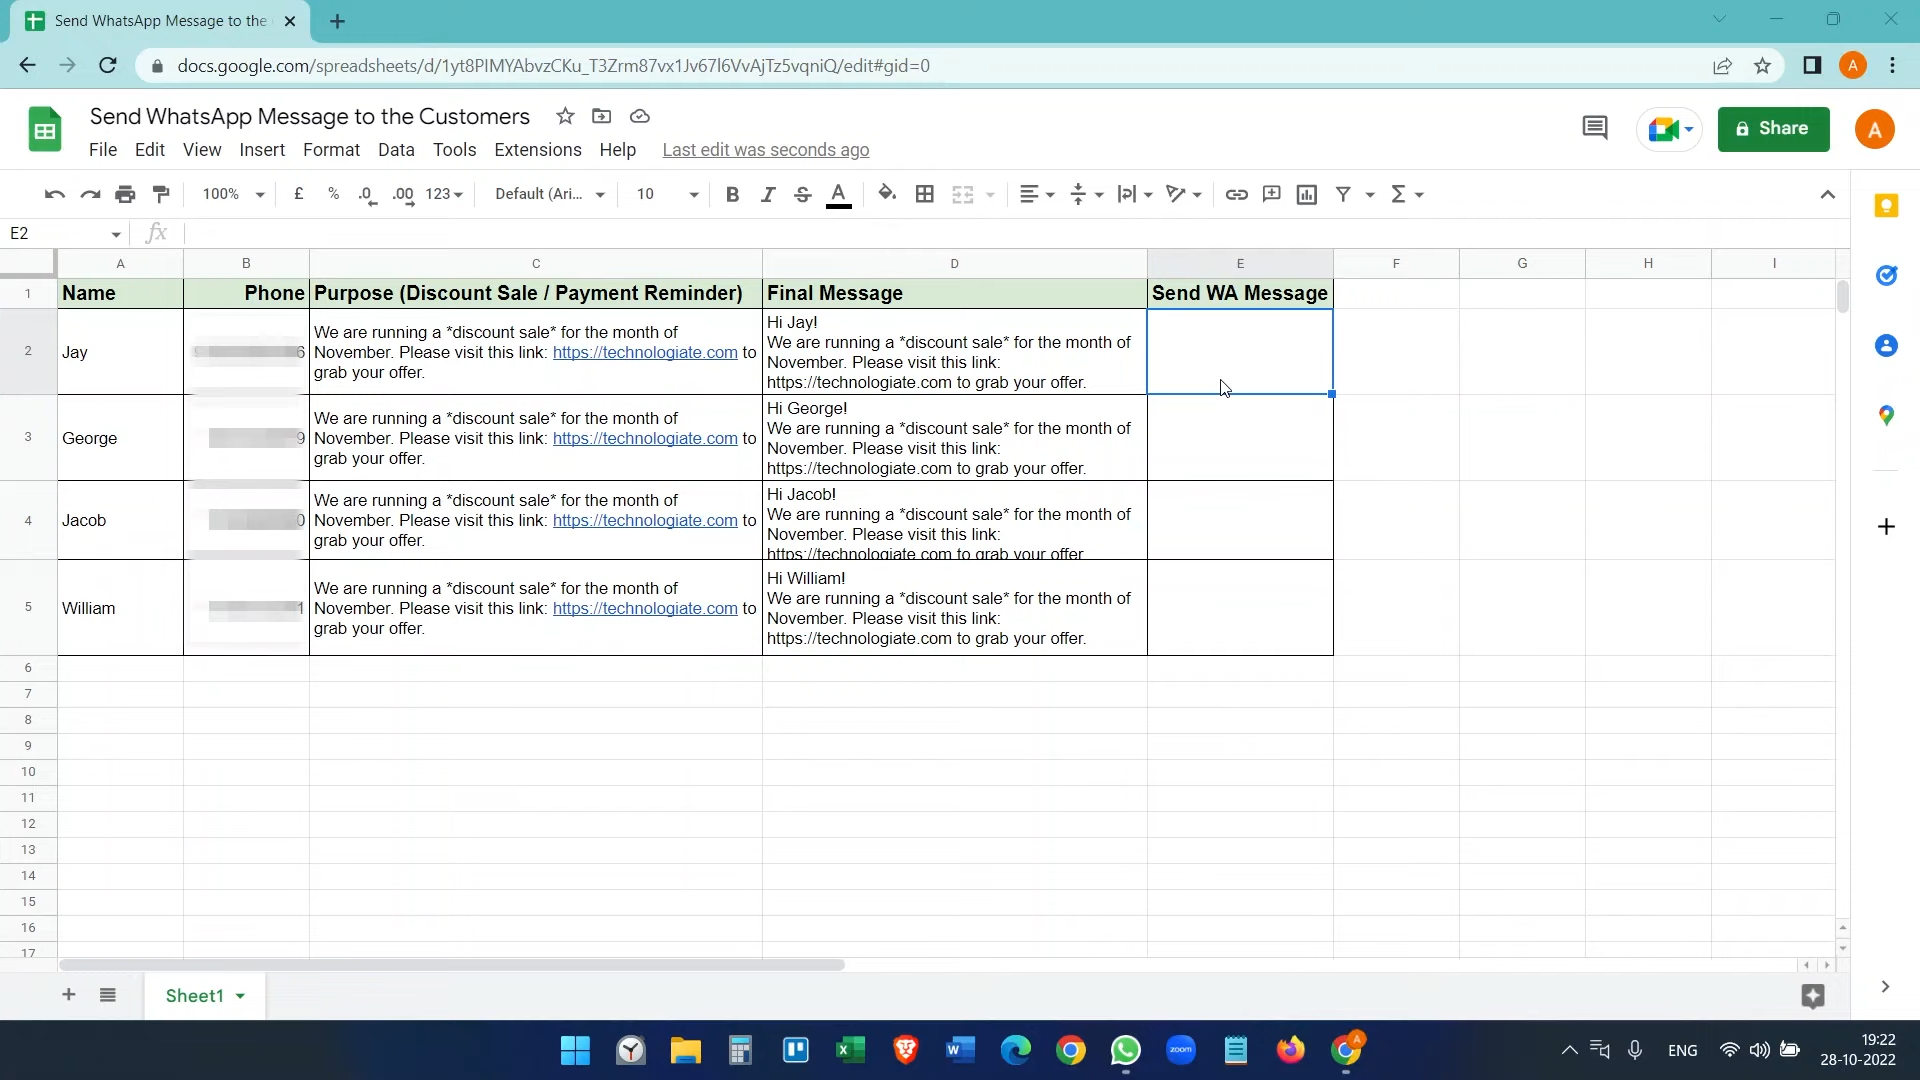 Send WhatsApp Message to the
docs.google.com/spreadsheets/d/1yt8PIMYAbvzCKu_T3Zrm87vx1Jv67l6VvAjTz5vqniQ/edit#gid=0
A
Send WhatsApp Message to the Customers
Share
A
File Edit View Insert Format Data Tools Extensions Help Last edit was seconds ago
100% £ % .0 .00 123 Default (Ari... 10 B I S A Σ
E2 fx
A B C D E F G H I
1 Name Phone Purpose (Discount Sale / Payment Reminder) Final Message Send WA Message
2 Jay 6
We are running a *discount sale* for the month of
November. Please visit this link: https://technologiate.com to
grab your offer.
Hi Jay!
We are running a *discount sale* for the month of
November. Please visit this link:
https://technologiate.com to grab your offer.
3 George 9
We are running a *discount sale* for the month of
November. Please visit this link: https://technologiate.com to
grab your offer.
Hi George!
We are running a *discount sale* for the month of
November. Please visit this link:
https://technologiate.com to grab your offer.
4 Jacob 0
We are running a *discount sale* for the month of
November. Please visit this link: https://technologiate.com to
grab your offer.
Hi Jacob!
We are running a *discount sale* for the month of
November. Please visit this link:
https://technologiate.com to grab your offer
5 William 1
We are running a *discount sale* for the month of
November. Please visit this link: https://technologiate.com to
grab your offer.
Hi William!
We are running a *discount sale* for the month of
November. Please visit this link:
https://technologiate.com to grab your offer.
6
7
8
9
10
11
12
13
14
15
16
17
Sheet1
zoom
A
ENG
19:22
28-10-2022